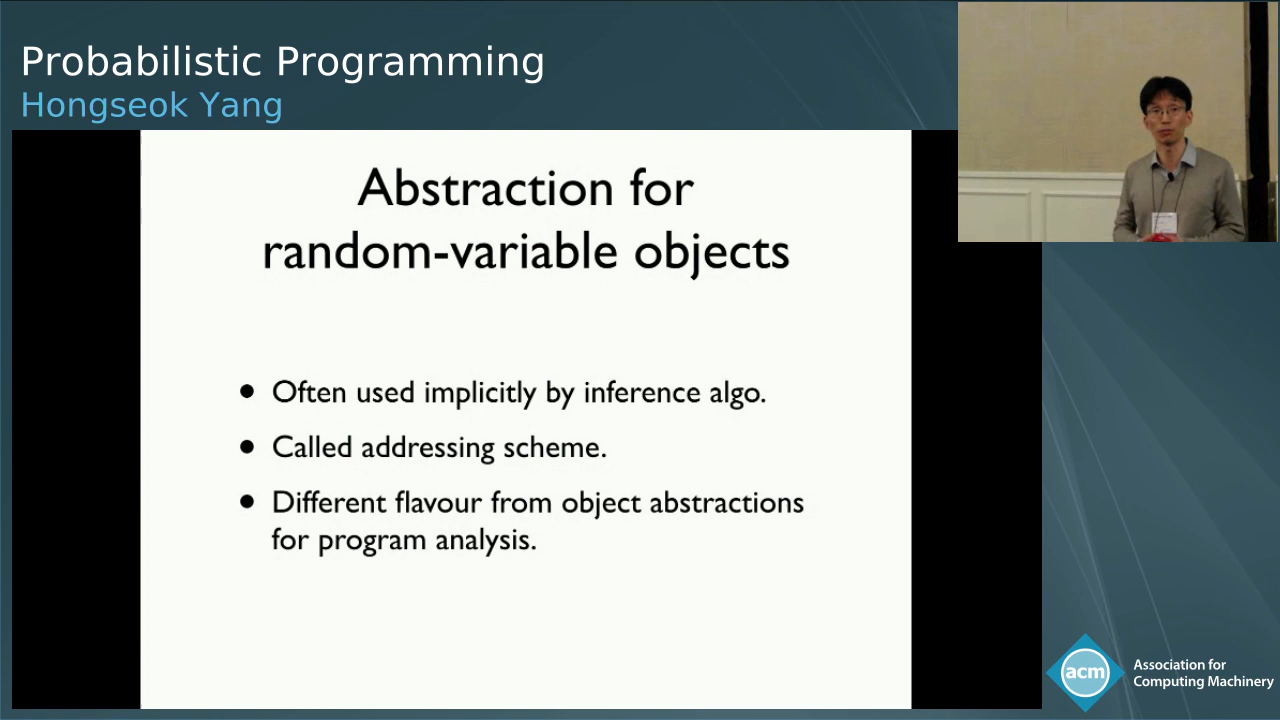 Probabilistic Programming
Hongseok Yang
Abstraction for
random-variable objects
• Often used implicitly by inference algo.
• Called addressing scheme.
• Different flavour from object abstractions
for program analysis.
acm
Association for
Computing Machinery